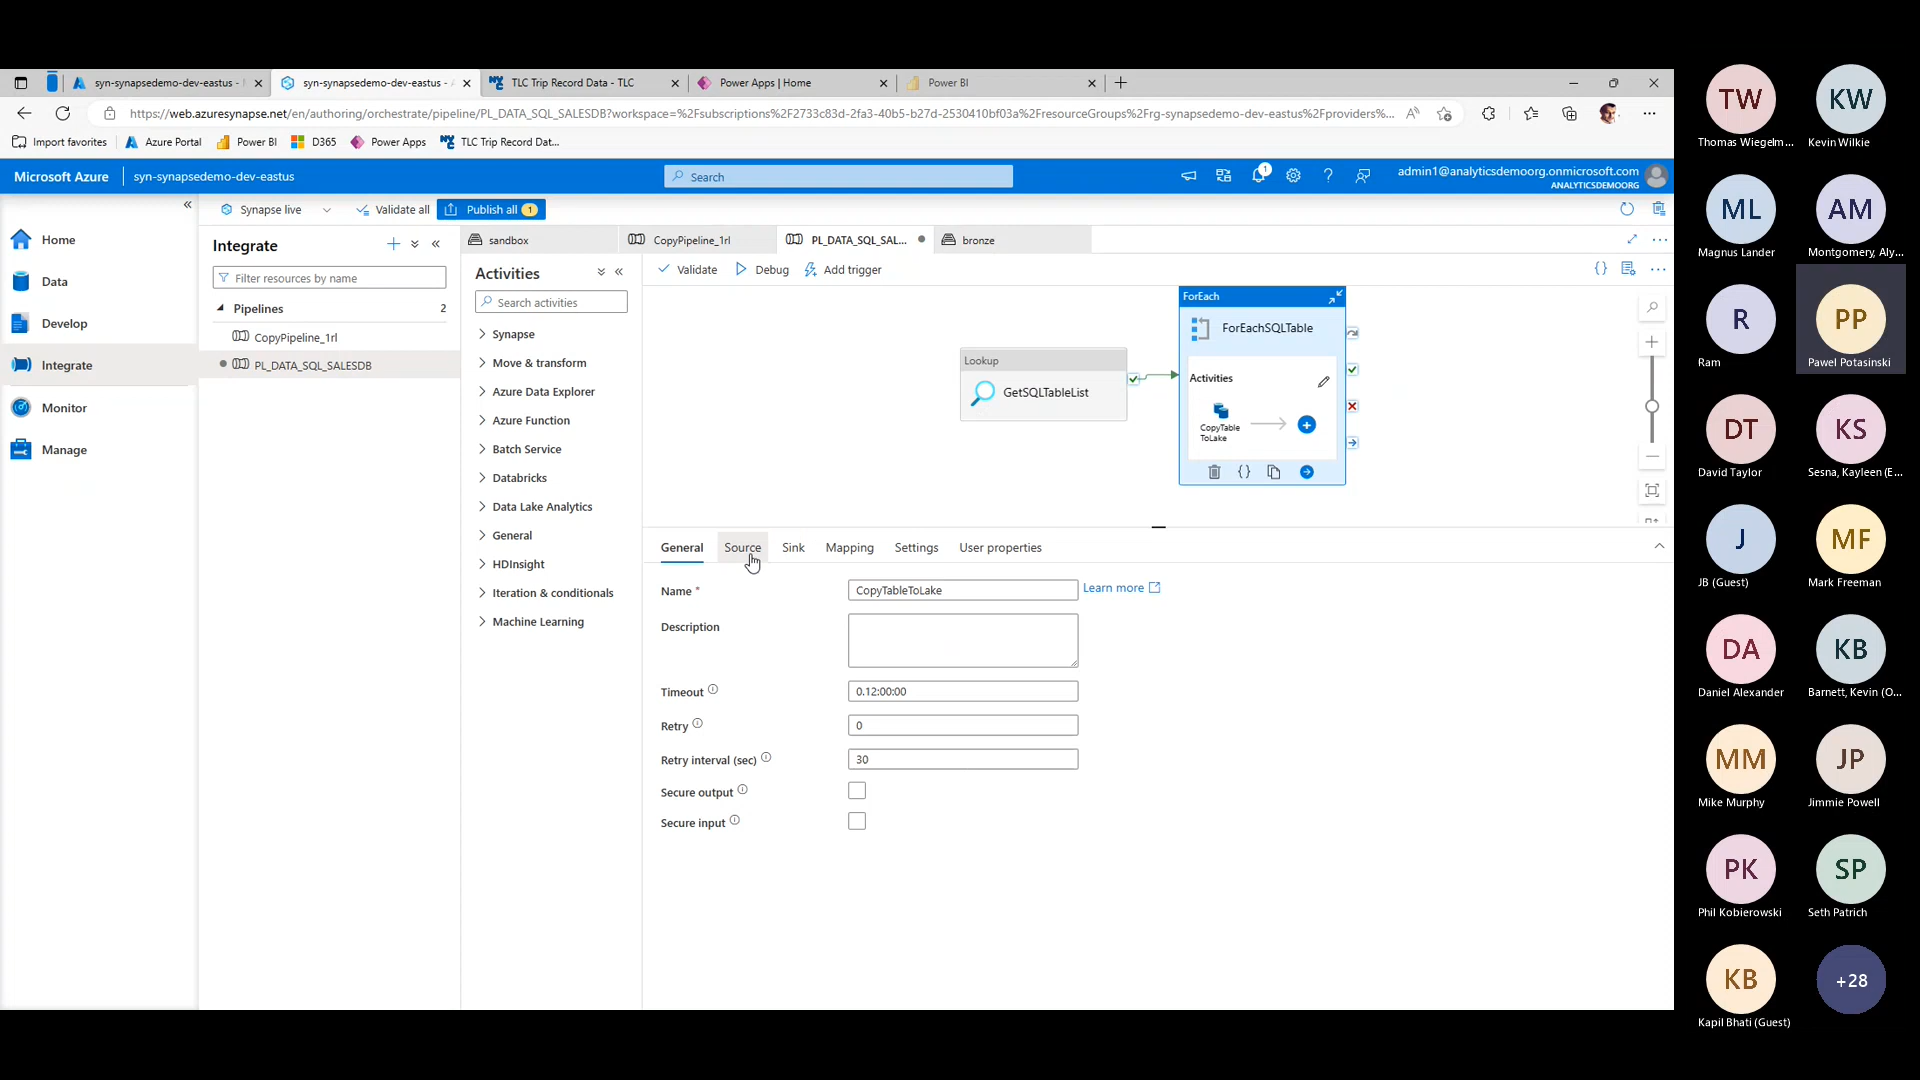 syn-synapsedemo-dev-eastus -
syn-synapsedemo-dev-eastus -
TLC Trip Record Data - TLC
Power Apps | Home
Power BI
https://web.azuresynapse.net/en/authoring/orchestrate/pipeline/PL_DATA_SQL_SALESDB?workspace=%2Fsubscriptions%2F2733c83d-2fa3-40b5-b27d-2530410bf03a%2FresourceGroups%2Frg-synapsedemo-dev-eastus%2Fproviders%...
Import favorites
Azure Portal
Power BI
D365
Power Apps
TLC Trip Record Dat...
Microsoft Azure
syn-synapsedemo-dev-eastus
Search
1
admin1@analyticsdemoorg.onmicrosoft.com
ANALYTICSDEMOORG
Synapse live
Validate all
Publish all 1
Home
Data
Develop
Integrate
Monitor
Manage
Integrate
Filter resources by name
Pipelines 2
CopyPipeline_1rl
PL_DATA_SQL_SALESDB
sandbox
CopyPipeline_1rl
PL_DATA_SQL_SAL...
bronze
Activities
Search activities
Synapse
Move & transform
Azure Data Explorer
Azure Function
Batch Service
Databricks
Data Lake Analytics
General
HDInsight
Iteration & conditionals
Machine Learning
Validate
Debug
Add trigger
Lookup
GetSQLTableList
ForEach
ForEachSQLTable
Activities
CopyTable
ToLake
General
Source
Sink
Mapping
Settings
User properties
Name *
CopyTableToLake
Learn more
Description
Timeout
0.12:00:00
Retry
0
Retry interval (sec)
30
Secure output
Secure input
TW
Thomas Wiegelm...
KW
Kevin Wilkie
ML
Magnus Lander
AM
Montgomery, Aly...
R
Ram
PP
Pawel Potasinski
DT
David Taylor
KS
Sesna, Kayleen (E...
J
JB (Guest)
MF
Mark Freeman
DA
Daniel Alexander
KB
Barnett, Kevin (O...
MM
Mike Murphy
JP
Jimmie Powell
PK
Phil Kobierowski
SP
Seth Patrich
KB
Kapil Bhati (Guest)
+28